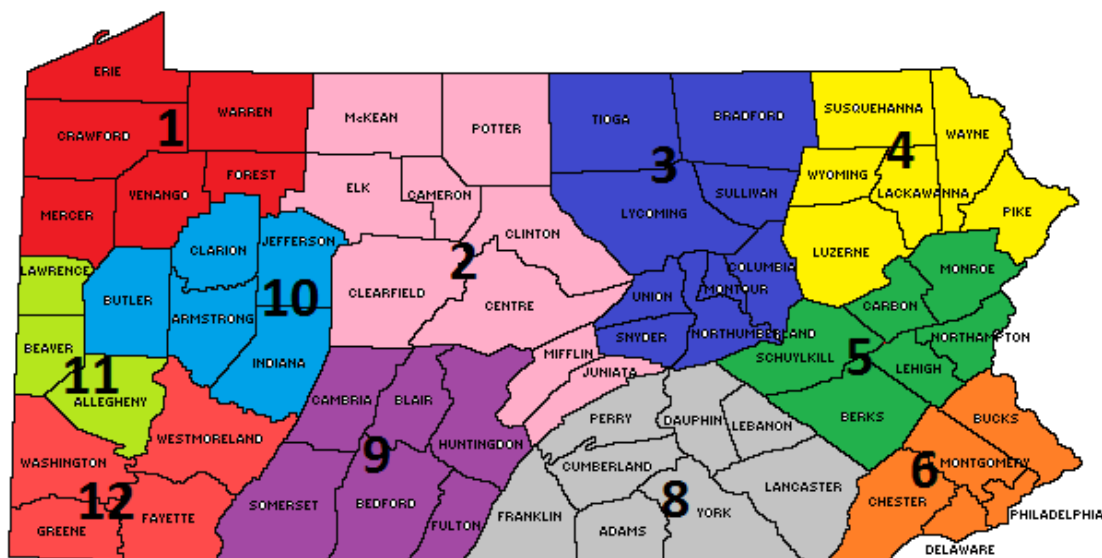 ERIE
CRAWFORD
1
WARREN
MERCER
VENANGO
FOREST
McKEAN
POTTER
ELK
CAMERON
CLINTON
2
CLEARFIELD
CENTRE
MIFFLIN
JUNIATA
TIOGA
BRADFORD
3
LYCOMING
SULLIVAN
COLUMBIA
MONTOUR
UNION
SNYDER
NORTHUMBERLAND
SUSQUEHANNA
WAYNE
4
WYOMING
LACKAWANNA
PIKE
LUZERNE
MONROE
CARBON
NORTHAMPTON
SCHUYLKILL
5
LEHIGH
BERKS
BUCKS
6
MONTGOMERY
CHESTER
PHILADELPHIA
DELAWARE
PERRY
DAUPHIN
LEBANON
CUMBERLAND
LANCASTER
FRANKLIN
ADAMS
8
YORK
CAMBRIA
BLAIR
HUNTINGDON
9
SOMERSET
BEDFORD
FULTON
CLARION
JEFFERSON
BUTLER
10
ARMSTRONG
INDIANA
LAWRENCE
BEAVER
11
ALLEGHENY
WESTMORELAND
WASHINGTON
12
GREENE
FAYETTE